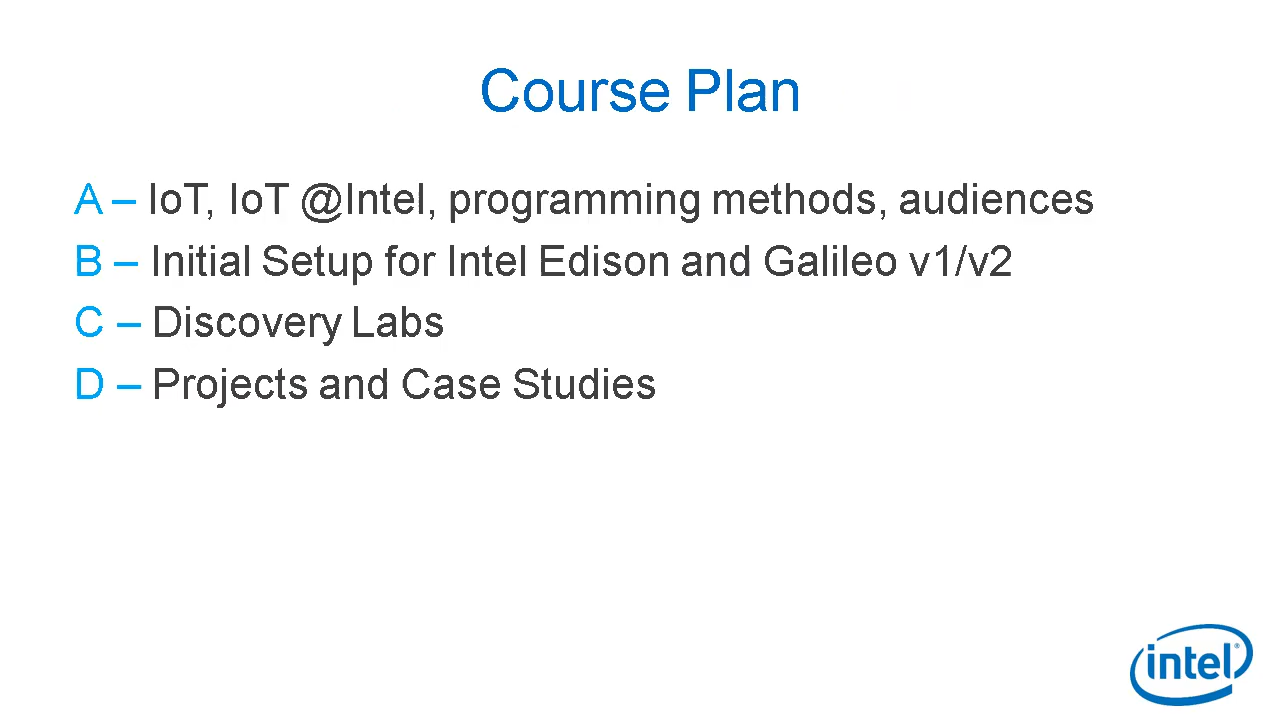 Course Plan
A – IoT, IoT @Intel, programming methods, audiences
B – Initial Setup for Intel Edison and Galileo v1/v2
C – Discovery Labs
D – Projects and Case Studies
intel®